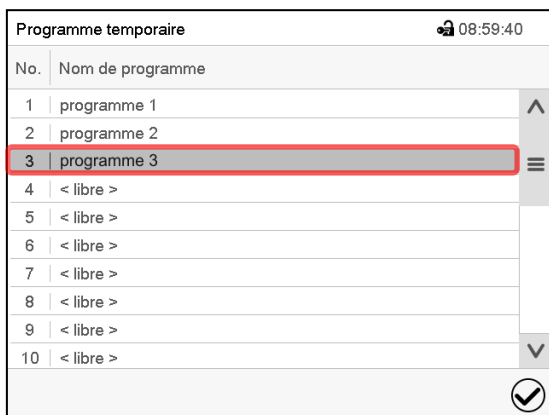 Programme temporaire 08:59:40
No. Nom de programme
1 programme 1
2 programme 2
3 programme 3
4 < libre >
5 < libre >
6 < libre >
7 < libre >
8 < libre >
9 < libre >
10 < libre >